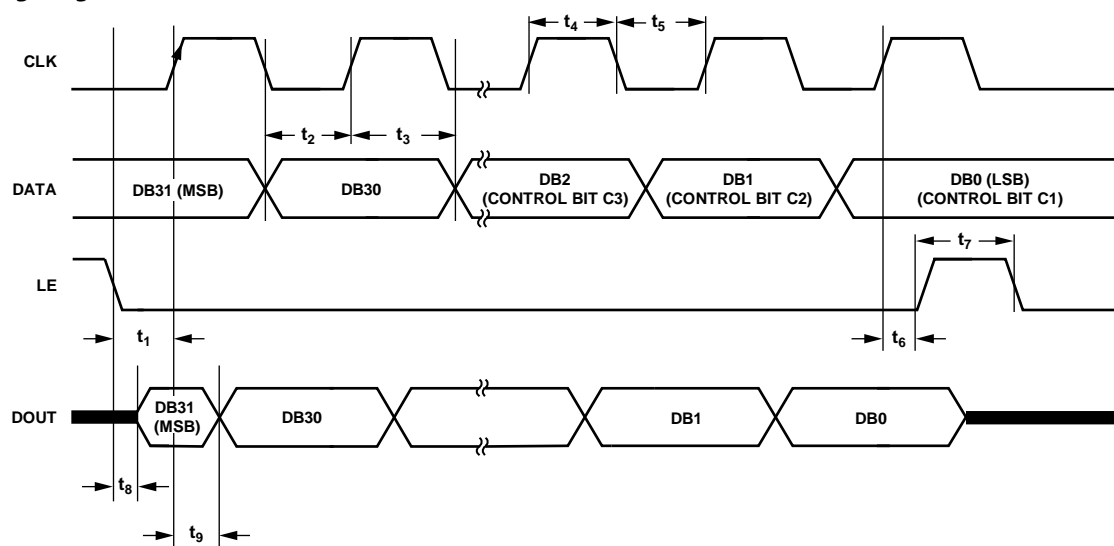 t4 t5
CLK
t2 t3
DATA
DB31 (MSB)
DB30
DB2
(CONTROL BIT C3)
DB1
(CONTROL BIT C2)
DB0 (LSB)
(CONTROL BIT C1)
t7
LE
t1
t6
DOUT
DB31
(MSB)
DB30
DB1
DB0
t8
t9